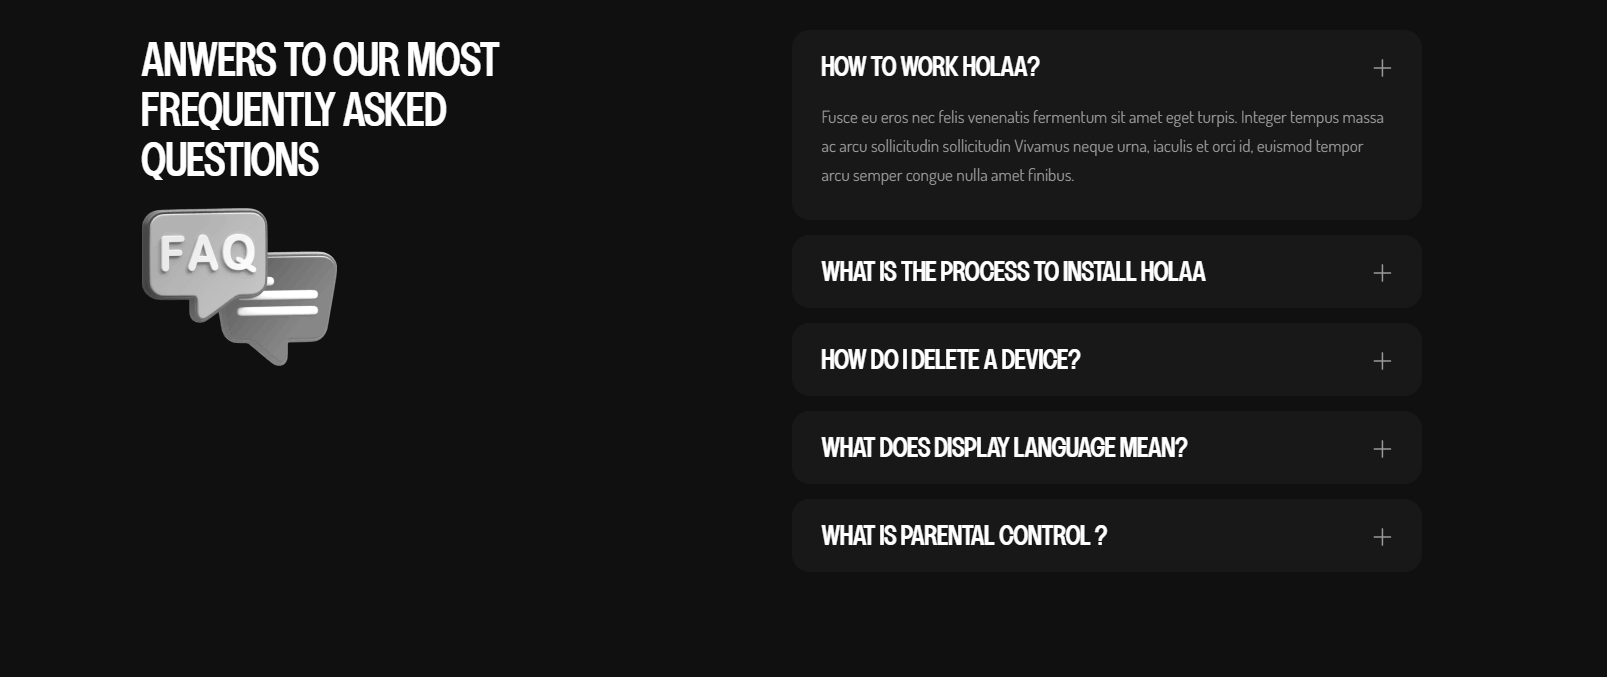 ANWERS TO OUR MOST
FREQUENTLY ASKED
QUESTIONS
FAQ
HOW TO WORK HOLAA?
Fusce eu eros nec felis venenatis fermentum sit amet eget turpis. Integer tempus massa
ac arcu sollicitudin sollicitudin Vivamus neque urna, iaculis et orci id, euismod tempor
arcu semper congue nulla amet finibus.
WHAT IS THE PROCESS TO INSTALL HOLAA
HOW DO I DELETE A DEVICE?
WHAT DOES DISPLAY LANGUAGE MEAN?
WHAT IS PARENTAL CONTROL ?